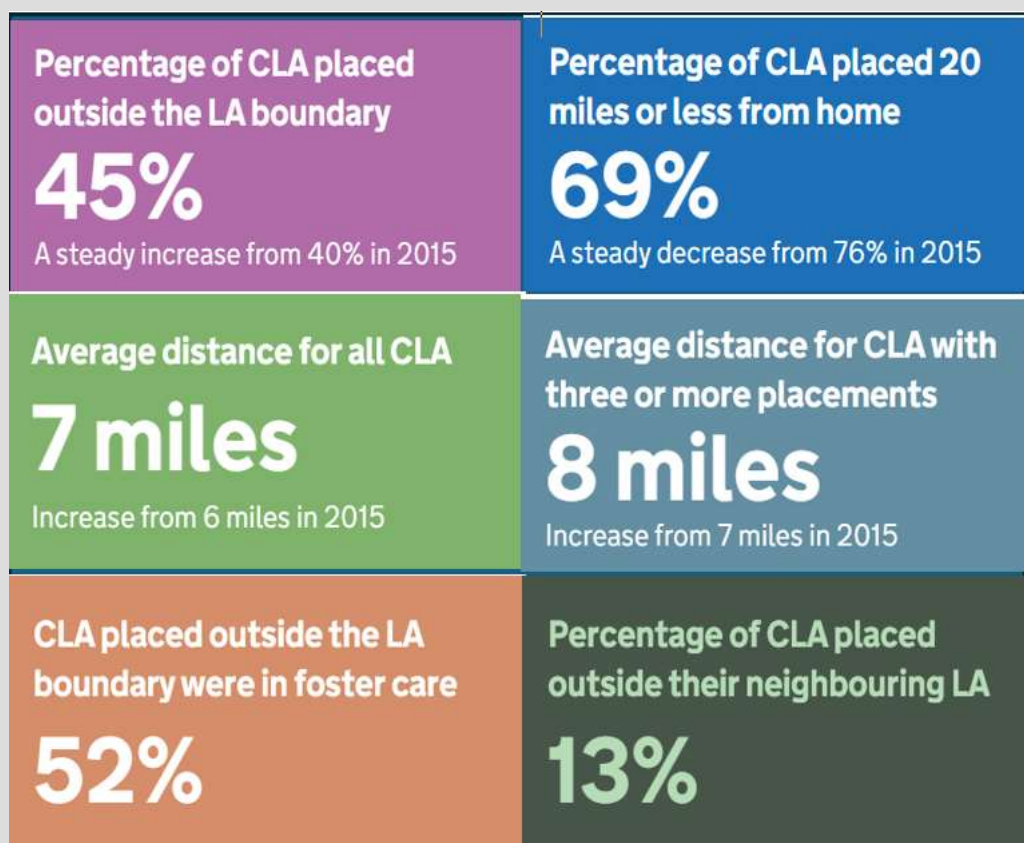 Percentage of CLA placed
outside the LA boundary
45%
A steady increase from 40% in 2015
Percentage of CLA placed 20
miles or less from home
69%
A steady decrease from 76% in 2015
Average distance for all CLA
7 miles
Increase from 6 miles in 2015
Average distance for CLA with
three or more placements
8 miles
Increase from 7 miles in 2015
CLA placed outside the LA
boundary were in foster care
52%
Percentage of CLA placed
outside their neighbouring LA
13%